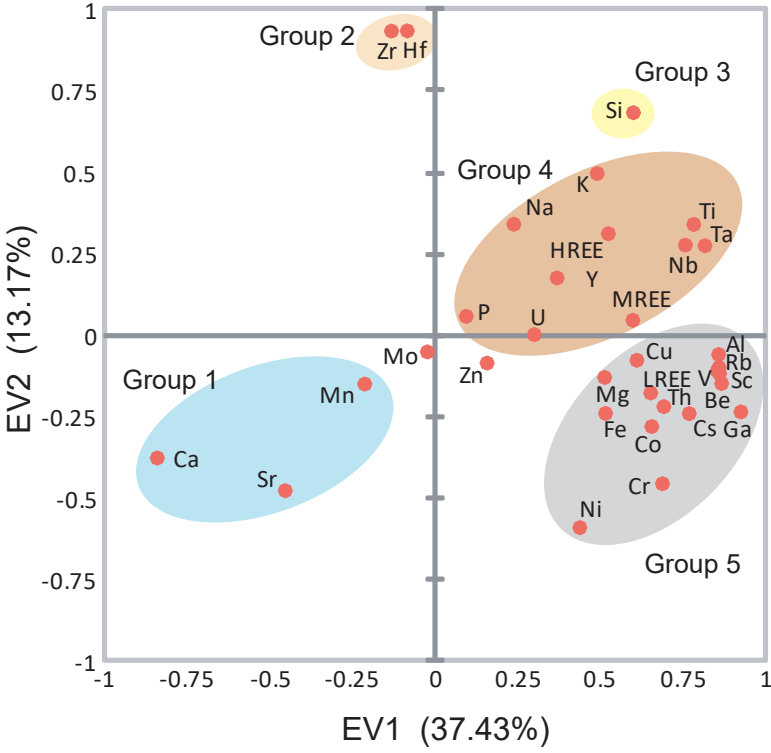 1
Group 2
Zr Hf
0.75
Group 3
Si
0.5
Group 4
K
Na
Ti
Ta
0.25
HREE
Nb
Y
MREE
P
U
0
Mo
Zn
Cu
Al
Rb
Group 1
Mn
LREE
V
Sc
Mg
Th
Be
-0.25
Fe
Co
Cs
Ga
Ca
Sr
Cr
-0.5
Ni
Group 5
-0.75
-1
-1
-0.75
-0.5
-0.25
0
0.25
0.5
0.75
1
EV1 (37.43%)
EV2 (13.17%)